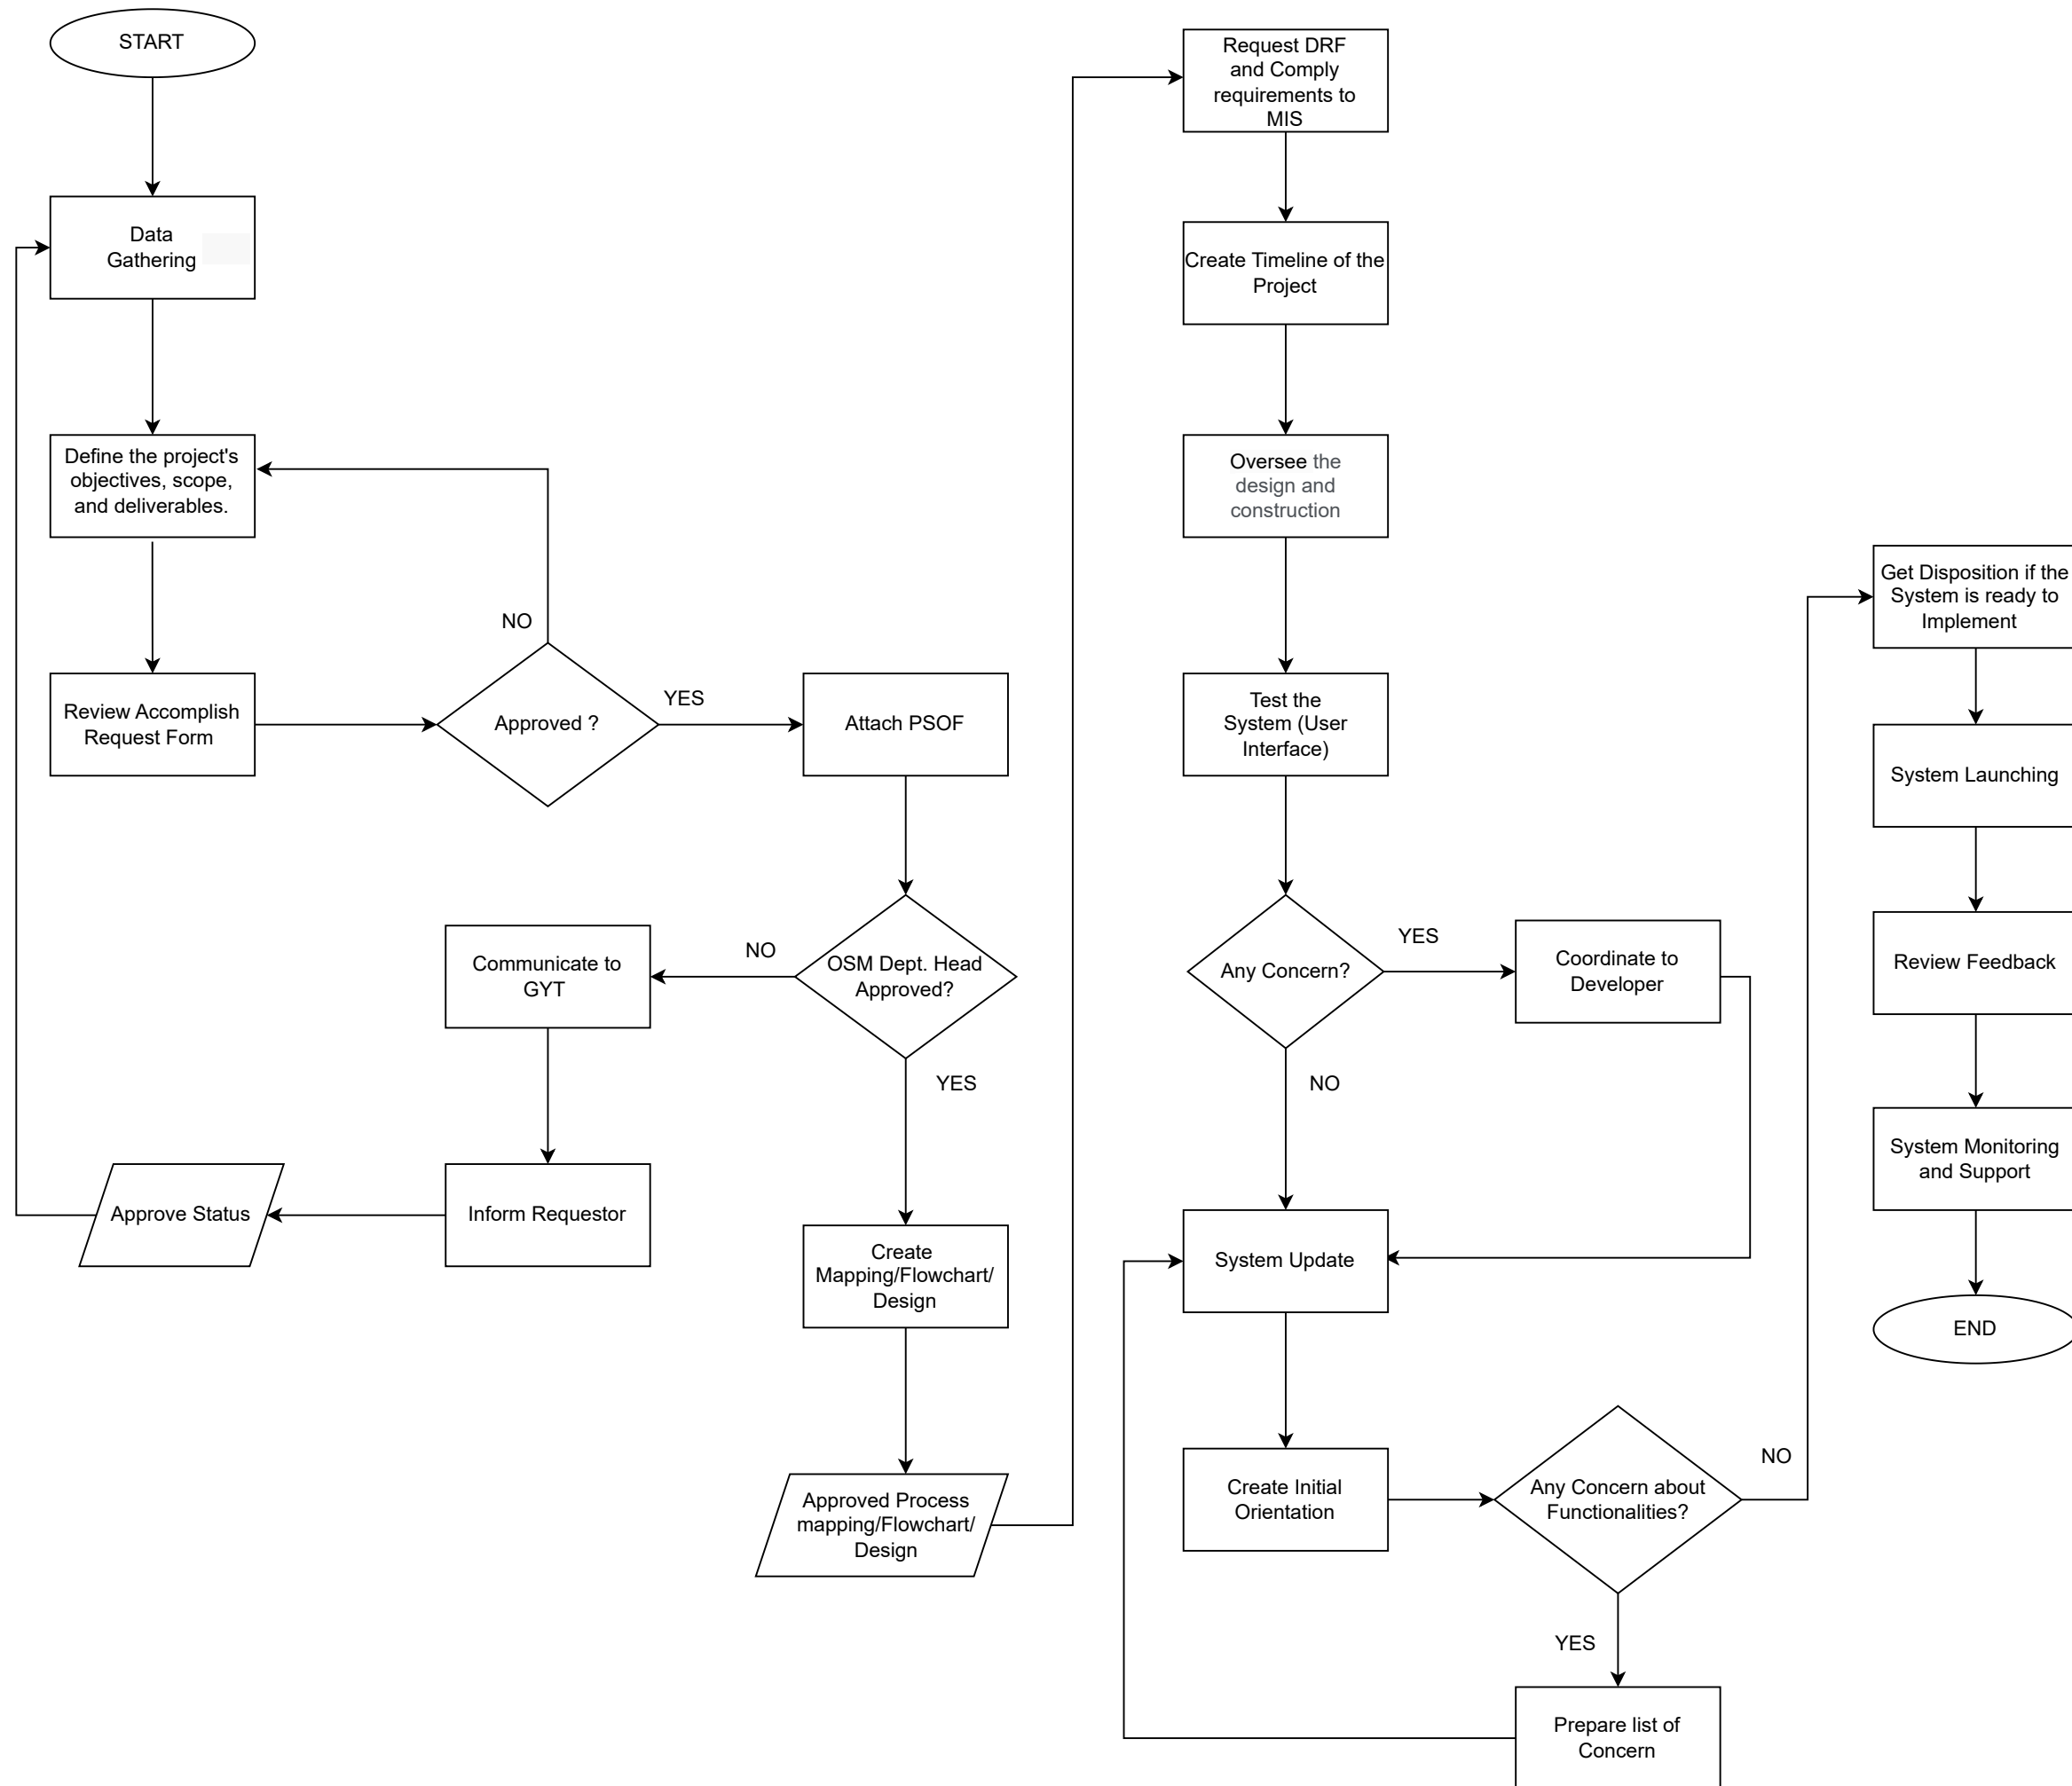 START
Data
Gathering
Define the project's
objectives, scope,
and deliverables.
Review Accomplish
Request Form
Approved ?
NO
YES
Attach PSOF
OSM Dept. Head
Approved?
NO
Communicate to
GYT
Inform Requestor
Approve Status
YES
Create
Mapping/Flowchart/
Design
Approved Process
mapping/Flowchart/
Design
Request DRF
and Comply
requirements to
MIS
Create Timeline of the
Project
Oversee the
design and
construction
Test the
System (User
Interface)
Any Concern?
YES
Coordinate to
Developer
NO
System Update
Create Initial
Orientation
Any Concern about
Functionalities?
YES
Prepare list of
Concern
NO
Get Disposition if the
System is ready to
Implement
System Launching
Review Feedback
System Monitoring
and Support
END